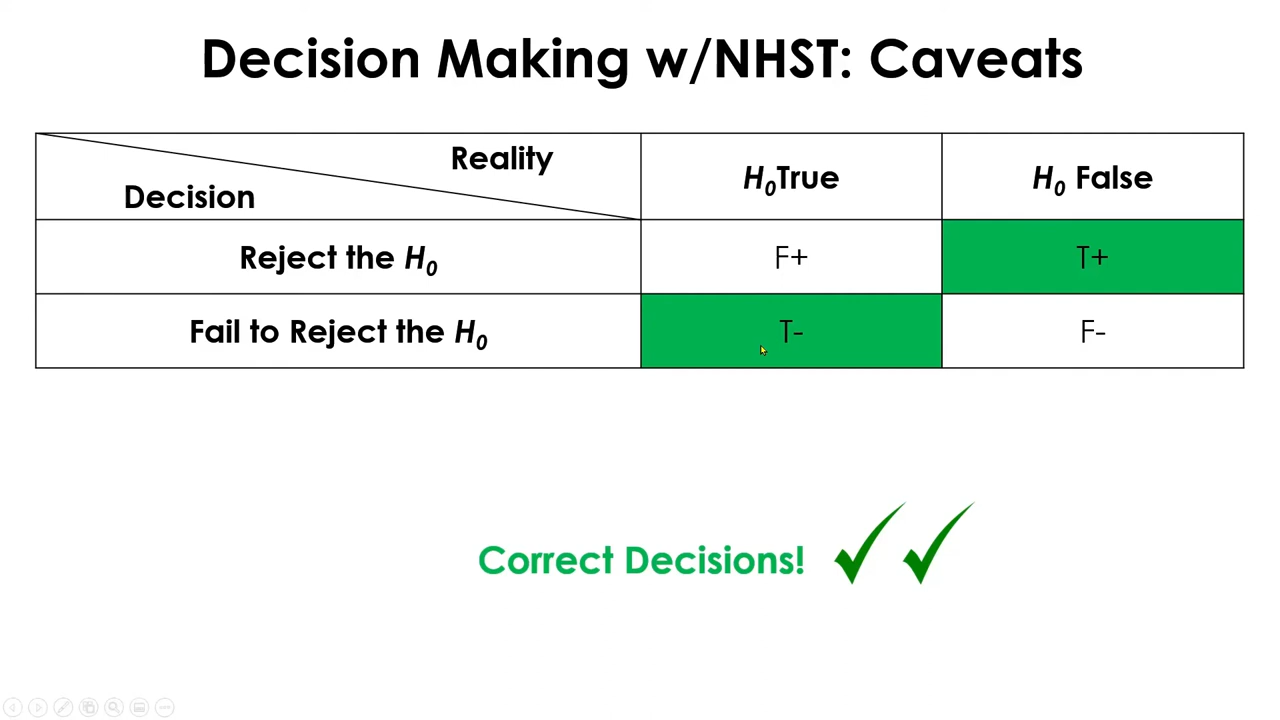 Decision Making w/NHST: Caveats
Reality
Decision
H₀True
H₀ False
Reject the H₀
F+
T+
Fail to Reject the H₀
T-
F-
Correct Decisions!